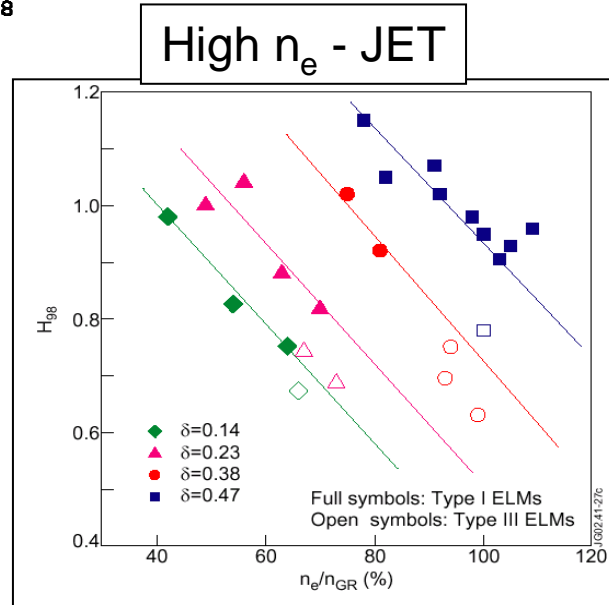 8
High nₑ - JET
1.2
1.0
0.8
0.6
0.4
H₉₈
δ=0.14
δ=0.23
δ=0.38
δ=0.47
Full symbols: Type I ELMs
Open symbols: Type III ELMs
JG02.41-27c
40 60 80 100 120
nₑ/n_GR (%)